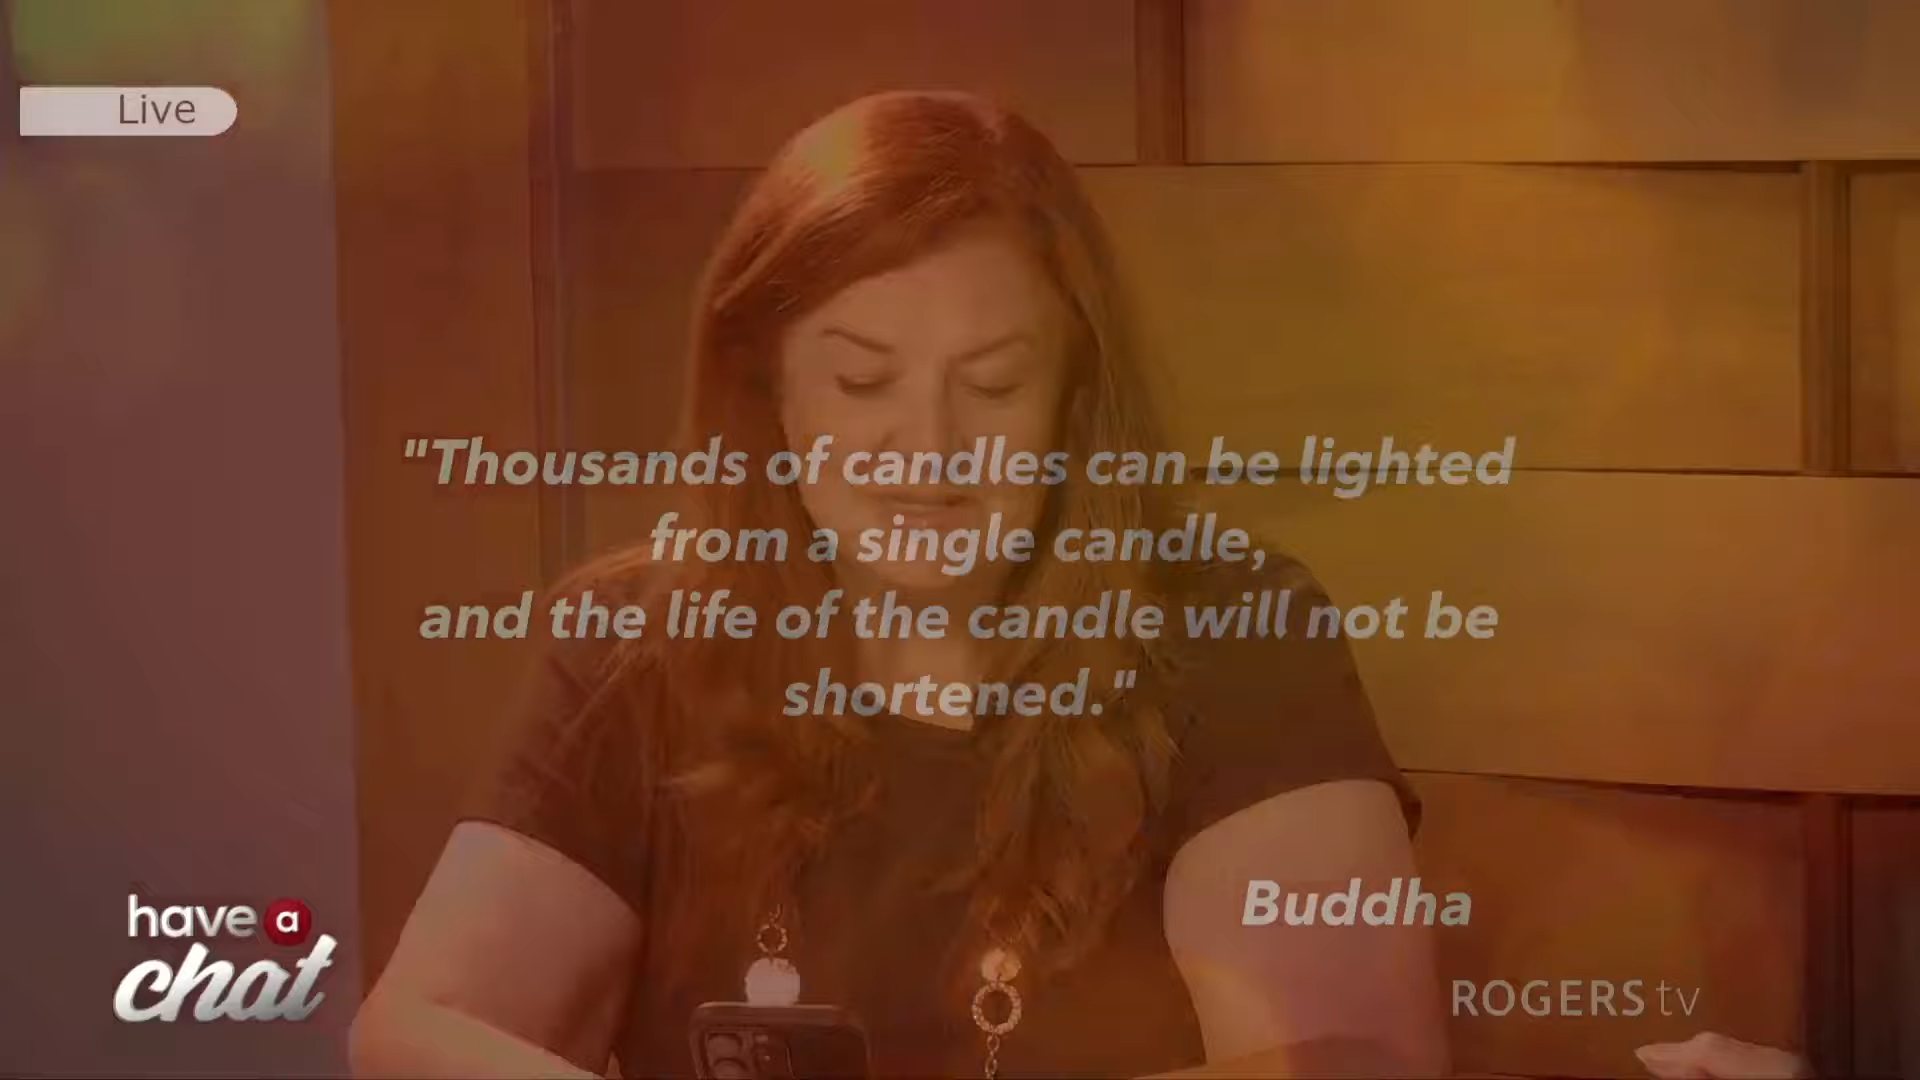 Live
"Thousands of candles can be lighted
from a single candle,
and the life of the candle will not be
shortened."
Buddha
have a
chat
ROGERS tv